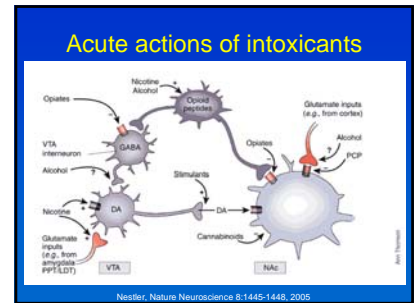 Acute actions of intoxicants
Nicotine
Alcohol
+
Opioid
peptides
Glutamate inputs
(e.g., from cortex)
Opiates
–
–
GABA
VTA
interneuron
Alcohol
?
Opiates
–
?
Alcohol
PCP
–
Stimulants
+
DA
DA
Nicotine
+
+
Cannabinoids
–
Glutamate
inputs
(e.g., from
amygdala
PPT/LDT)
VTA
NAc
Ann Thomson
Nestler, Nature Neuroscience 8:1445-1448, 2005